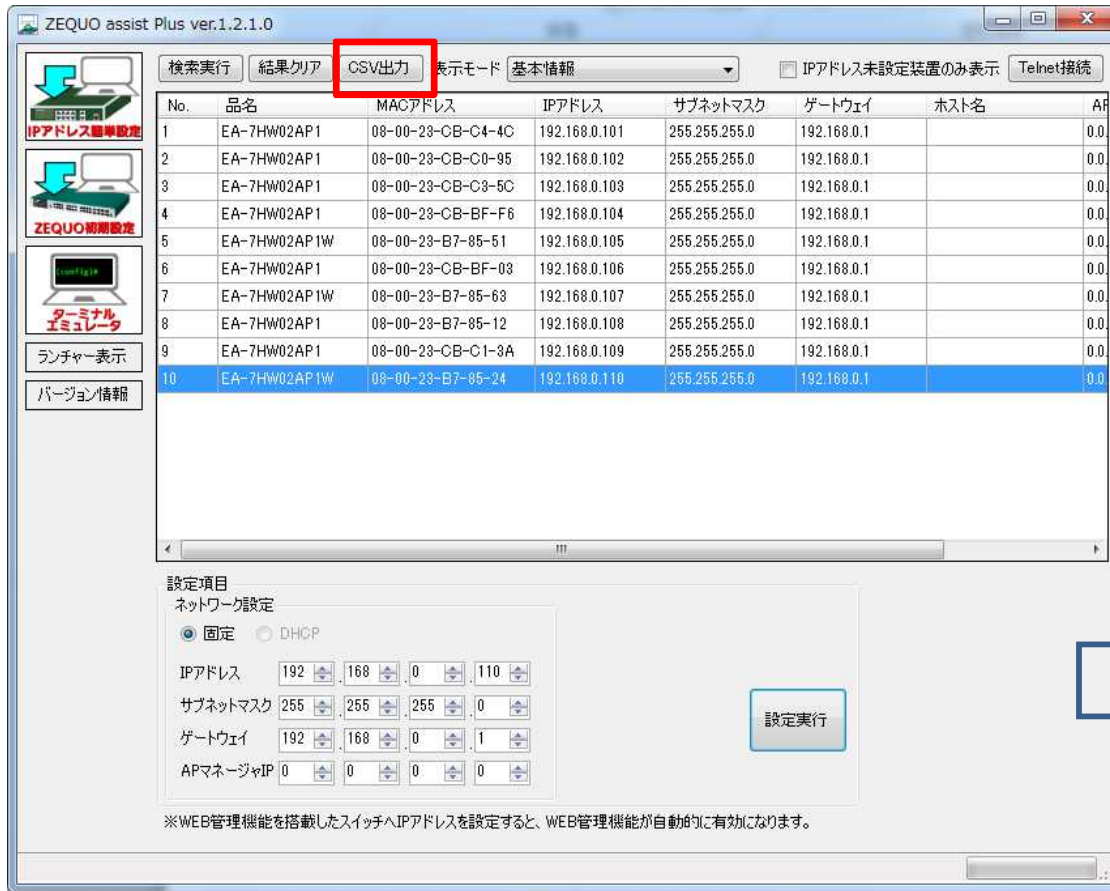 ZEQUO assist Plus ver.1.2.1.0
IPアドレス簡単設定
ZEQUO初期設定
(config)#
ターミナル
エミュレータ
ランチャー表示
バージョン情報
検索実行 結果クリア CSV出力 表示モード 基本情報 IPアドレス未設定装置のみ表示 Telnet接続
No. 品名 MACアドレス IPアドレス サブネットマスク ゲートウェイ ホスト名 AF
1 EA-7HW02AP1 08-00-23-CB-C4-4C 192.168.0.101 255.255.255.0 192.168.0.1 0.0.
2 EA-7HW02AP1 08-00-23-CB-C0-95 192.168.0.102 255.255.255.0 192.168.0.1 0.0.
3 EA-7HW02AP1 08-00-23-CB-C3-5C 192.168.0.103 255.255.255.0 192.168.0.1 0.0.
4 EA-7HW02AP1 08-00-23-CB-BF-F6 192.168.0.104 255.255.255.0 192.168.0.1 0.0.
5 EA-7HW02AP1W 08-00-23-B7-85-51 192.168.0.105 255.255.255.0 192.168.0.1 0.0.
6 EA-7HW02AP1 08-00-23-CB-BF-03 192.168.0.106 255.255.255.0 192.168.0.1 0.0.
7 EA-7HW02AP1W 08-00-23-B7-85-63 192.168.0.107 255.255.255.0 192.168.0.1 0.0.
8 EA-7HW02AP1 08-00-23-B7-85-12 192.168.0.108 255.255.255.0 192.168.0.1 0.0.
9 EA-7HW02AP1 08-00-23-CB-C1-3A 192.168.0.109 255.255.255.0 192.168.0.1 0.0.
10 EA-7HW02AP1W 08-00-23-B7-85-24 192.168.0.110 255.255.255.0 192.168.0.1 0.0.
設定項目
ネットワーク設定
固定 DHCP
IPアドレス 192 . 168 . 0 . 110
サブネットマスク 255 . 255 . 255 . 0
ゲートウェイ 192 . 168 . 0 . 1
APマネージャIP 0 . 0 . 0 . 0
設定実行
※WEB管理機能を搭載したスイッチへIPアドレスを設定すると、WEB管理機能が自動的に有効になります。